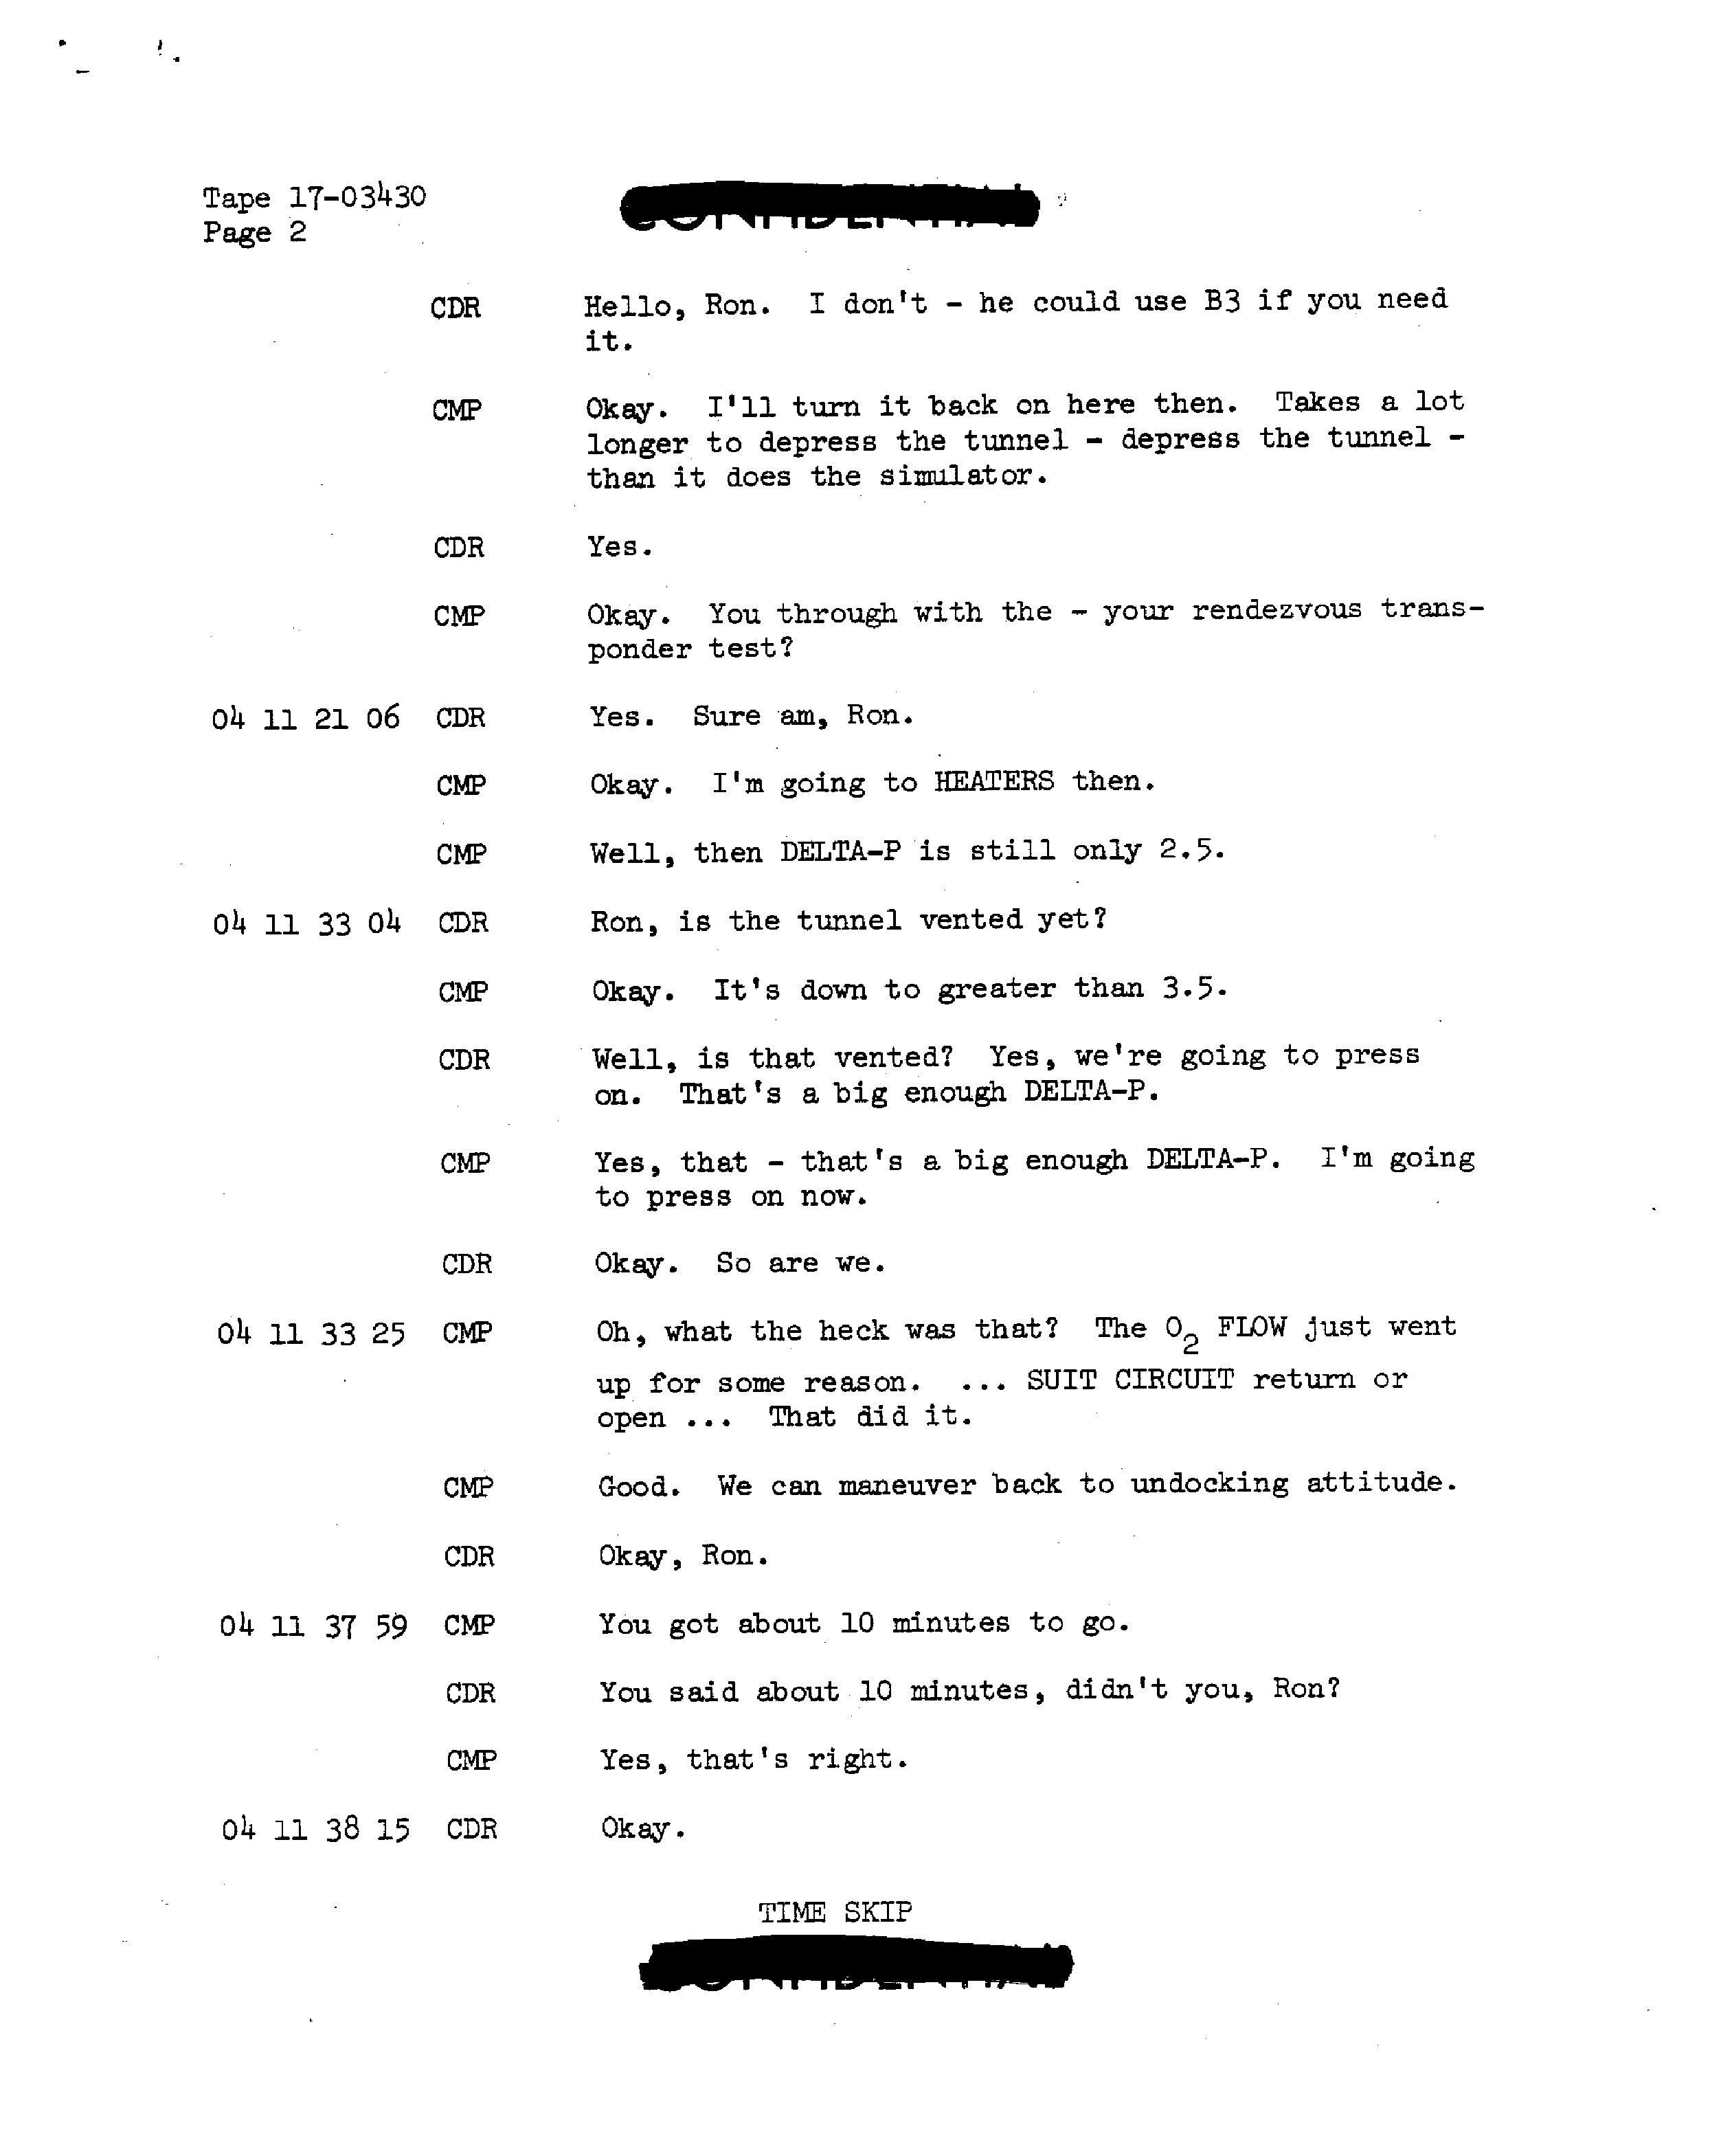 Tape 17-03430
Page 2
CDR Hello, Ron. I don't - he could use B3 if you need
it.
CMP Okay. I'll turn it back on here then. Takes a lot
longer to depress the tunnel - depress the tunnel -
than it does the simulator.
CDR Yes.
CMP Okay. You through with the - your rendezvous trans-
ponder test?
04 11 21 06 CDR Yes. Sure am, Ron.
CMP Okay. I'm going to HEATERS then.
CMP Well, then DELTA-P is still only 2.5.
04 11 33 04 CDR Ron, is the tunnel vented yet?
CMP Okay. It's down to greater than 3.5.
CDR Well, is that vented? Yes, we're going to press
on. That's a big enough DELTA-P.
CMP Yes, that - that's a big enough DELTA-P. I'm going
to press on now.
CDR Okay. So are we.
04 11 33 25 CMP Oh, what the heck was that? The O₂ FLOW just went
up for some reason. ... SUIT CIRCUIT return or
open ... That did it.
CMP Good. We can maneuver back to undocking attitude.
CDR Okay, Ron.
04 11 37 59 CMP You got about 10 minutes to go.
CDR You said about 10 minutes, didn't you, Ron?
CMP Yes, that's right.
04 11 38 15 CDR Okay.
TIME SKIP